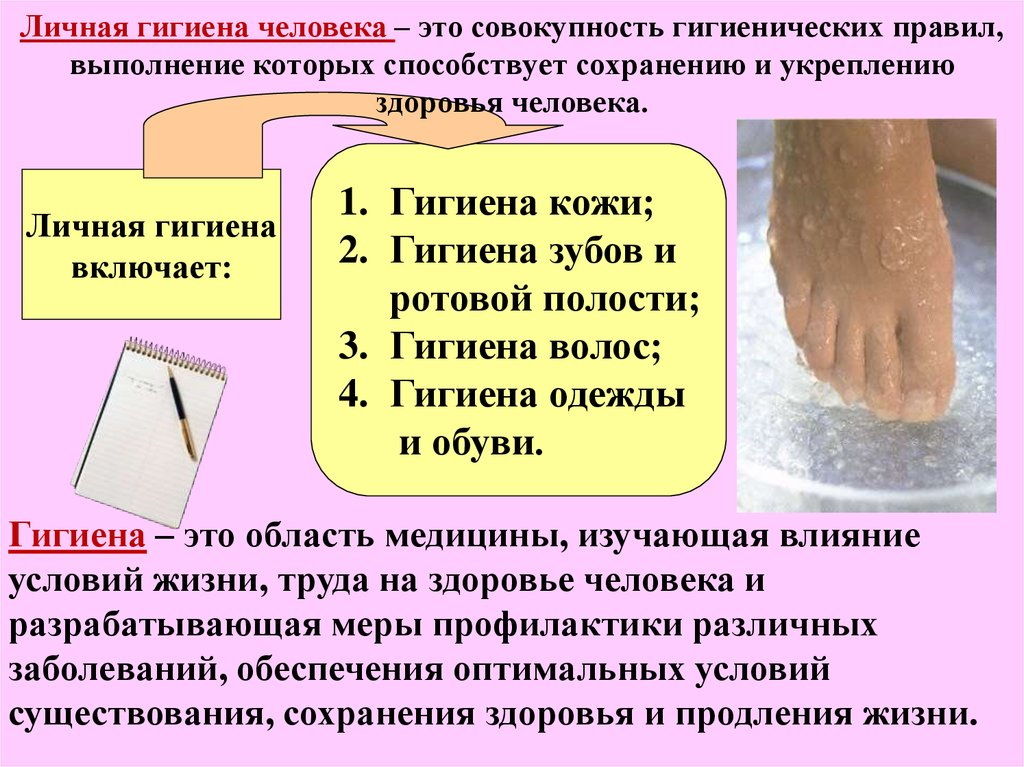 Личная гигиена человека – это совокупность гигиенических правил,
выполнение которых способствует сохранению и укреплению
здоровья человека.
Личная гигиена
включает:
1. Гигиена кожи;
2. Гигиена зубов и
ротовой полости;
3. Гигиена волос;
4. Гигиена одежды
и обуви.
Гигиена – это область медицины, изучающая влияние
условий жизни, труда на здоровье человека и
разрабатывающая меры профилактики различных
заболеваний, обеспечения оптимальных условий
существования, сохранения здоровья и продления жизни.